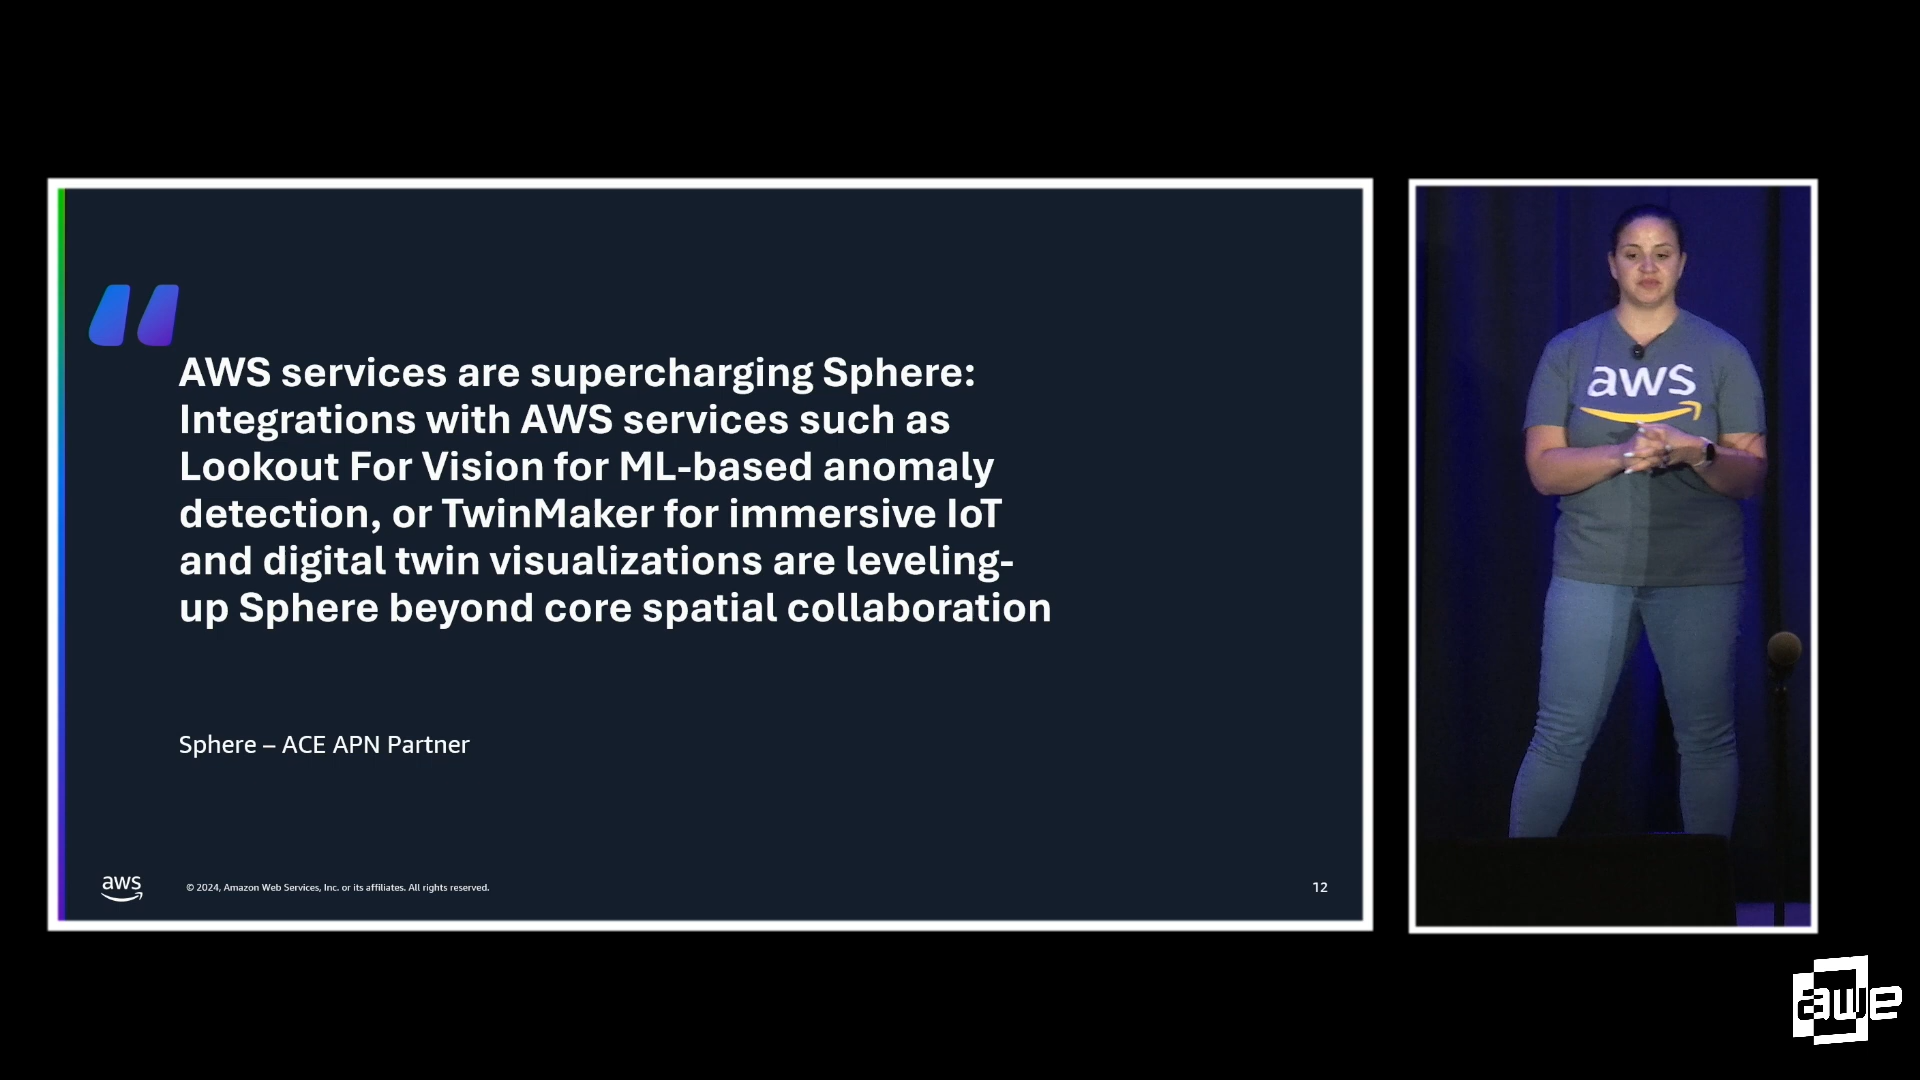 AWS services are supercharging Sphere:
Integrations with AWS services such as
Lookout For Vision for ML-based anomaly
detection, or TwinMaker for immersive IoT
and digital twin visualizations are leveling-
up Sphere beyond core spatial collaboration
Sphere – ACE APN Partner
aws
© 2024, Amazon Web Services, Inc. or its affiliates. All rights reserved.
12
aws
awe